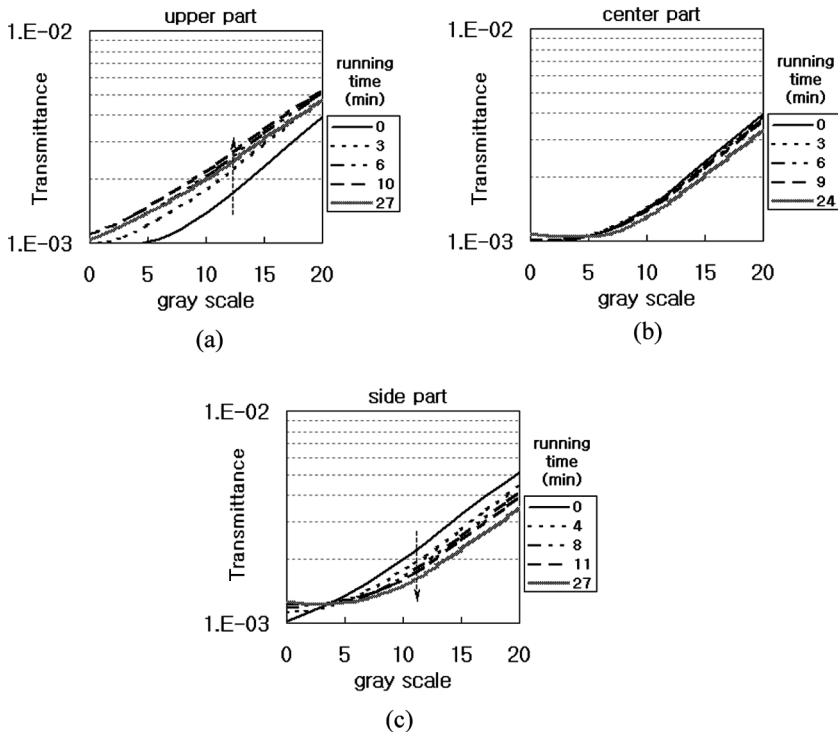 upper part
1.E-02
Transmittance
1.E-03
0 5 10 15 20
gray scale
running
time
(min)
0
3
6
10
27
(a)
center part
1.E-02
Transmittance
1.E-03
0 5 10 15 20
gray scale
running
time
(min)
0
3
6
9
24
(b)
side part
1.E-02
Transmittance
1.E-03
0 5 10 15 20
gray scale
running
time
(min)
0
4
8
11
27
(c)